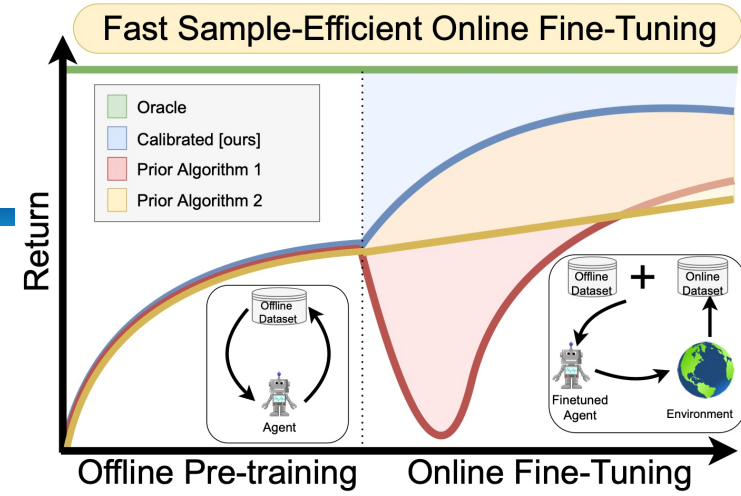 Fast Sample-Efficient Online Fine-Tuning
Oracle
Calibrated [ours]
Prior Algorithm 1
Prior Algorithm 2
Return
Offline
Dataset
Agent
Offline
Dataset
+
Online
Dataset
Finetuned
Agent
Environment
Offline Pre-training
Online Fine-Tuning